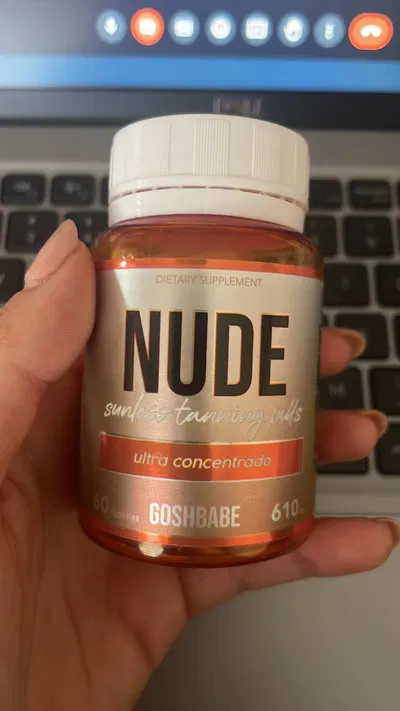 DIETARY SUPPLEMENT
NUDE
sunless tanning pills
ultra concentrado
60 GOSHBABE 610